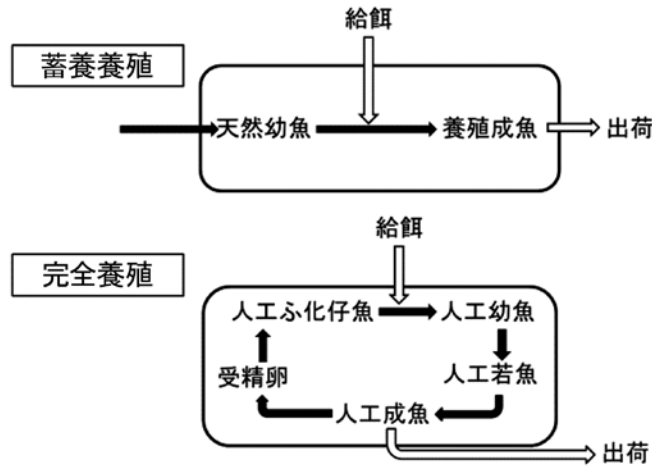 給餌
蓄養養殖
天然幼魚
養殖成魚
出荷
給餌
完全養殖
人工ふ化仔魚
人工幼魚
受精卵
人工若魚
人工成魚
出荷